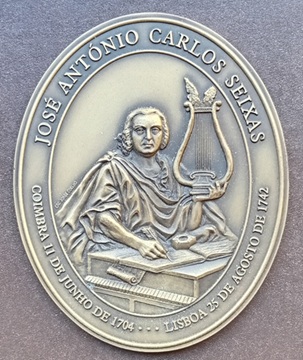 JOSÉ ANTÓNIO CARLOS SEIXAS
COIMBRA 11 DE JUNHO DE 1704 • • • LISBOA 25 DE AGOSTO DE 1742